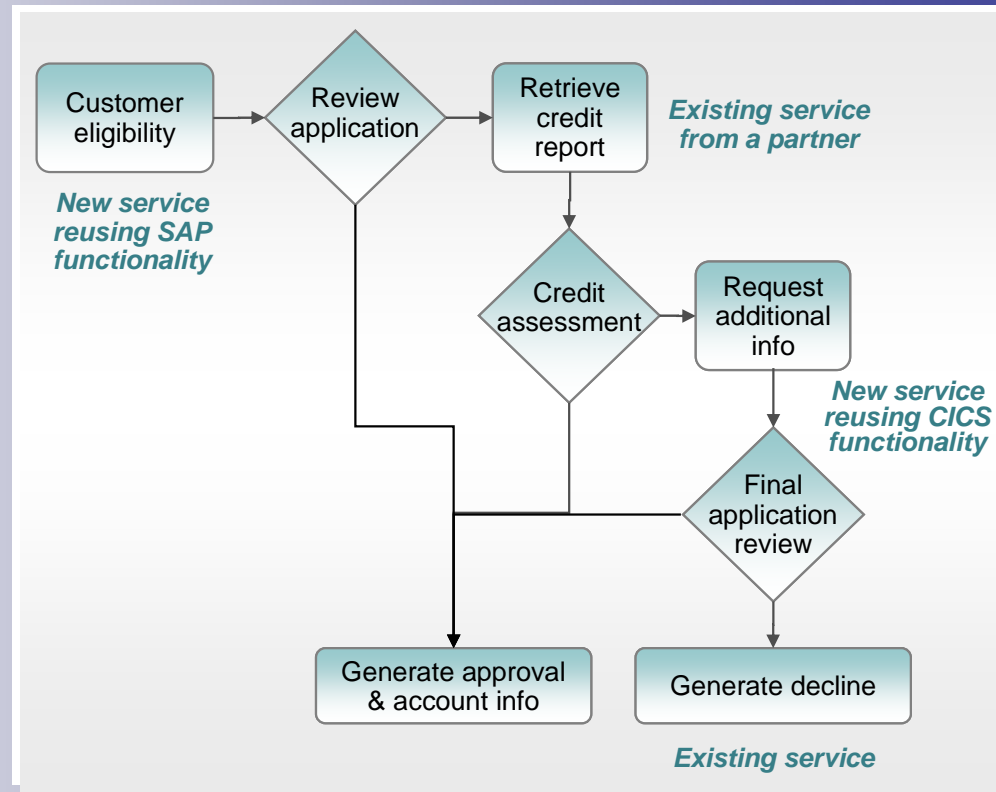 Customer
eligibility
Review
application
Retrieve
credit
report
Existing service
from a partner
New service
reusing SAP
functionality
Credit
assessment
Request
additional
info
New service
reusing CICS
functionality
Final
application
review
Generate approval
& account info
Generate decline
Existing service